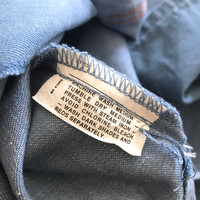 MACHINE WASH MEDIUM
TUMBLE DRY MEDIUM
PRESS WITH STEAM IRON
AVOID CHLORINE BLEACH
WASH DARK SHADES AND
REDS SEPARATELY.